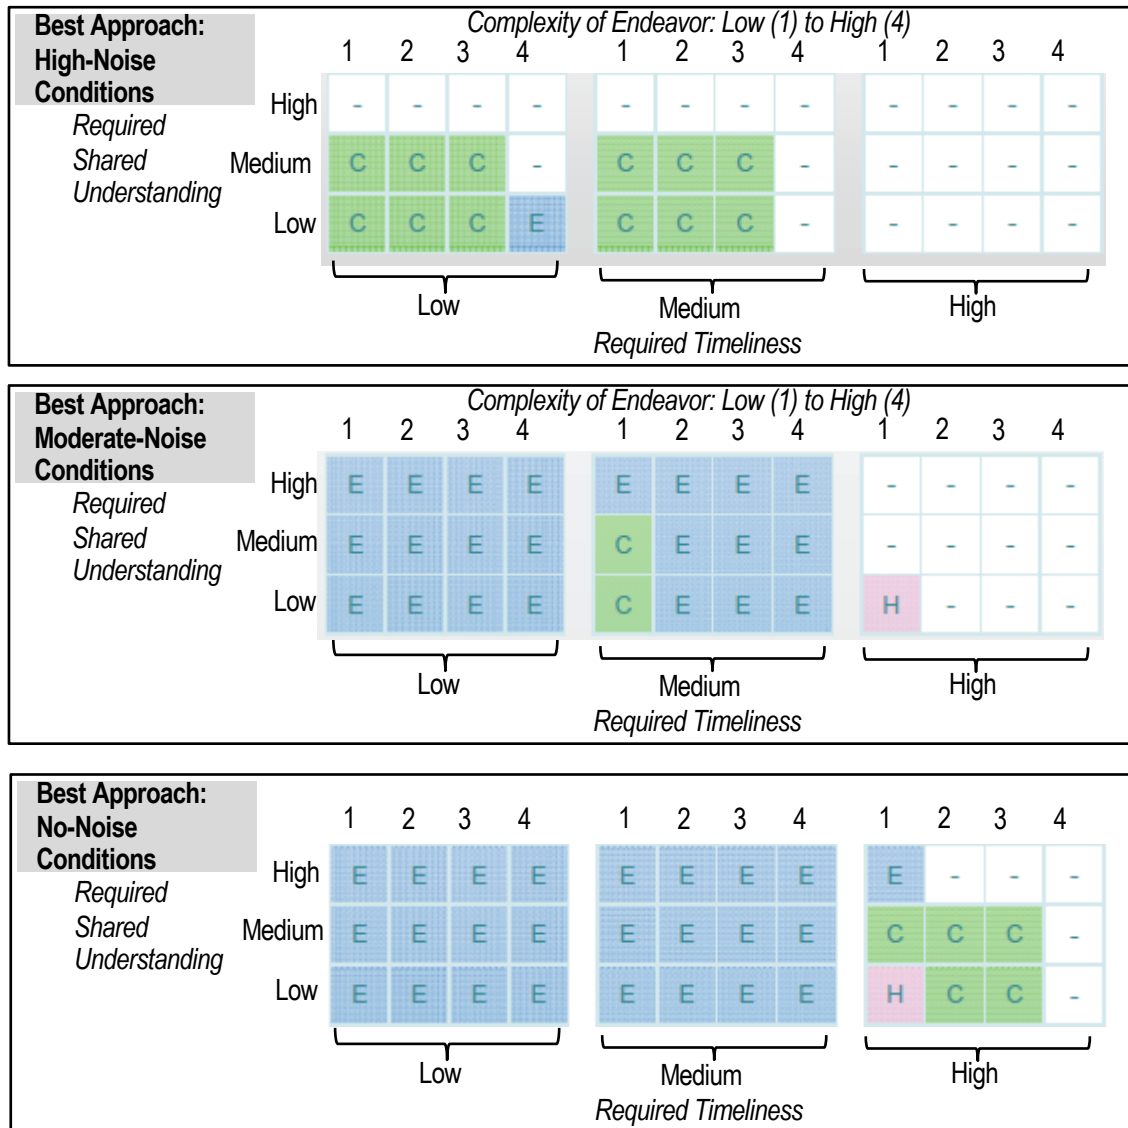 Best Approach:
High-Noise
Conditions
Complexity of Endeavor: Low (1) to High (4)
1 2 3 4 1 2 3 4 1 2 3 4
Required
Shared
Understanding
High - - - - - - - - - - - -
Medium C C C - C C C - - - - -
Low C C C E C C C - - - - -
Low Medium High
Required Timeliness
Best Approach:
Moderate-Noise
Conditions
Complexity of Endeavor: Low (1) to High (4)
1 2 3 4 1 2 3 4 1 2 3 4
Required
Shared
Understanding
High E E E E E E E E - - - -
Medium E E E E C E E E - - - -
Low E E E E C E E E H - - -
Low Medium High
Required Timeliness
Best Approach:
No-Noise
Conditions
1 2 3 4 1 2 3 4 1 2 3 4
Required
Shared
Understanding
High E E E E E E E E E - - -
Medium E E E E E E E E C C C -
Low E E E E E E E E H C C -
Low Medium High
Required Timeliness